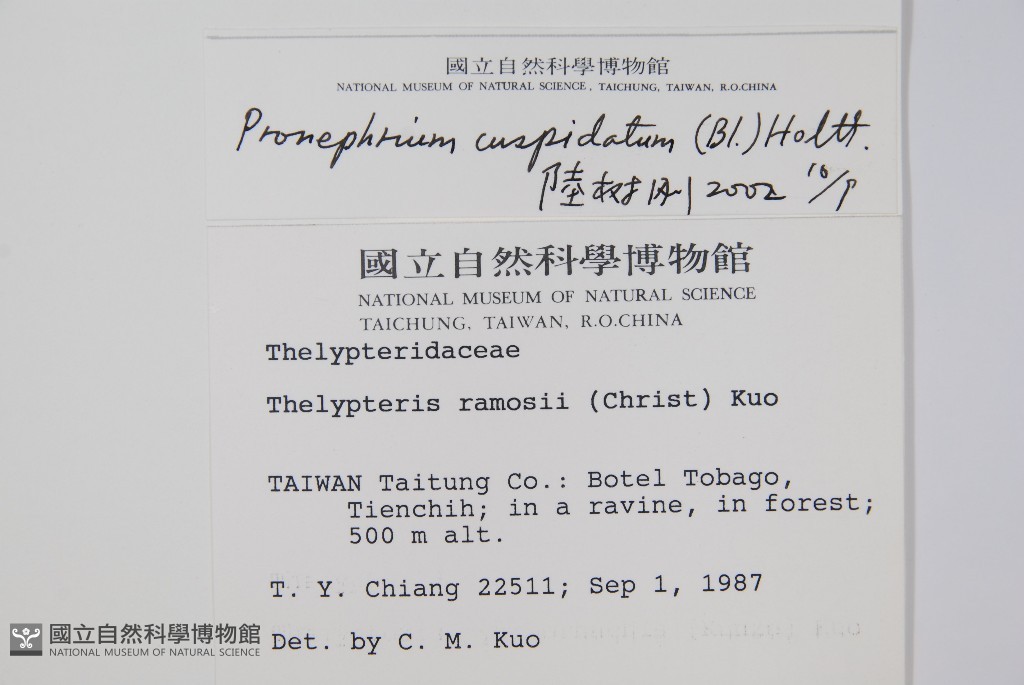 國立自然科學博物館
NATIONAL MUSEUM OF NATURAL SCIENCE, TAICHUNG, TAIWAN, R.O.CHINA
Pronephrium cuspidatum (Bl.) Holtt.
陸樹剛 2002 10/9
國立自然科學博物館
NATIONAL MUSEUM OF NATURAL SCIENCE
TAICHUNG, TAIWAN, R.O.CHINA
Thelypteridaceae
Thelypteris ramosii (Christ) Kuo
TAIWAN Taitung Co.: Botel Tobago,
Tienchih; in a ravine, in forest;
500 m alt.
T. Y. Chiang 22511; Sep 1, 1987
Det. by C. M. Kuo
國立自然科學博物館
NATIONAL MUSEUM OF NATURAL SCIENCE